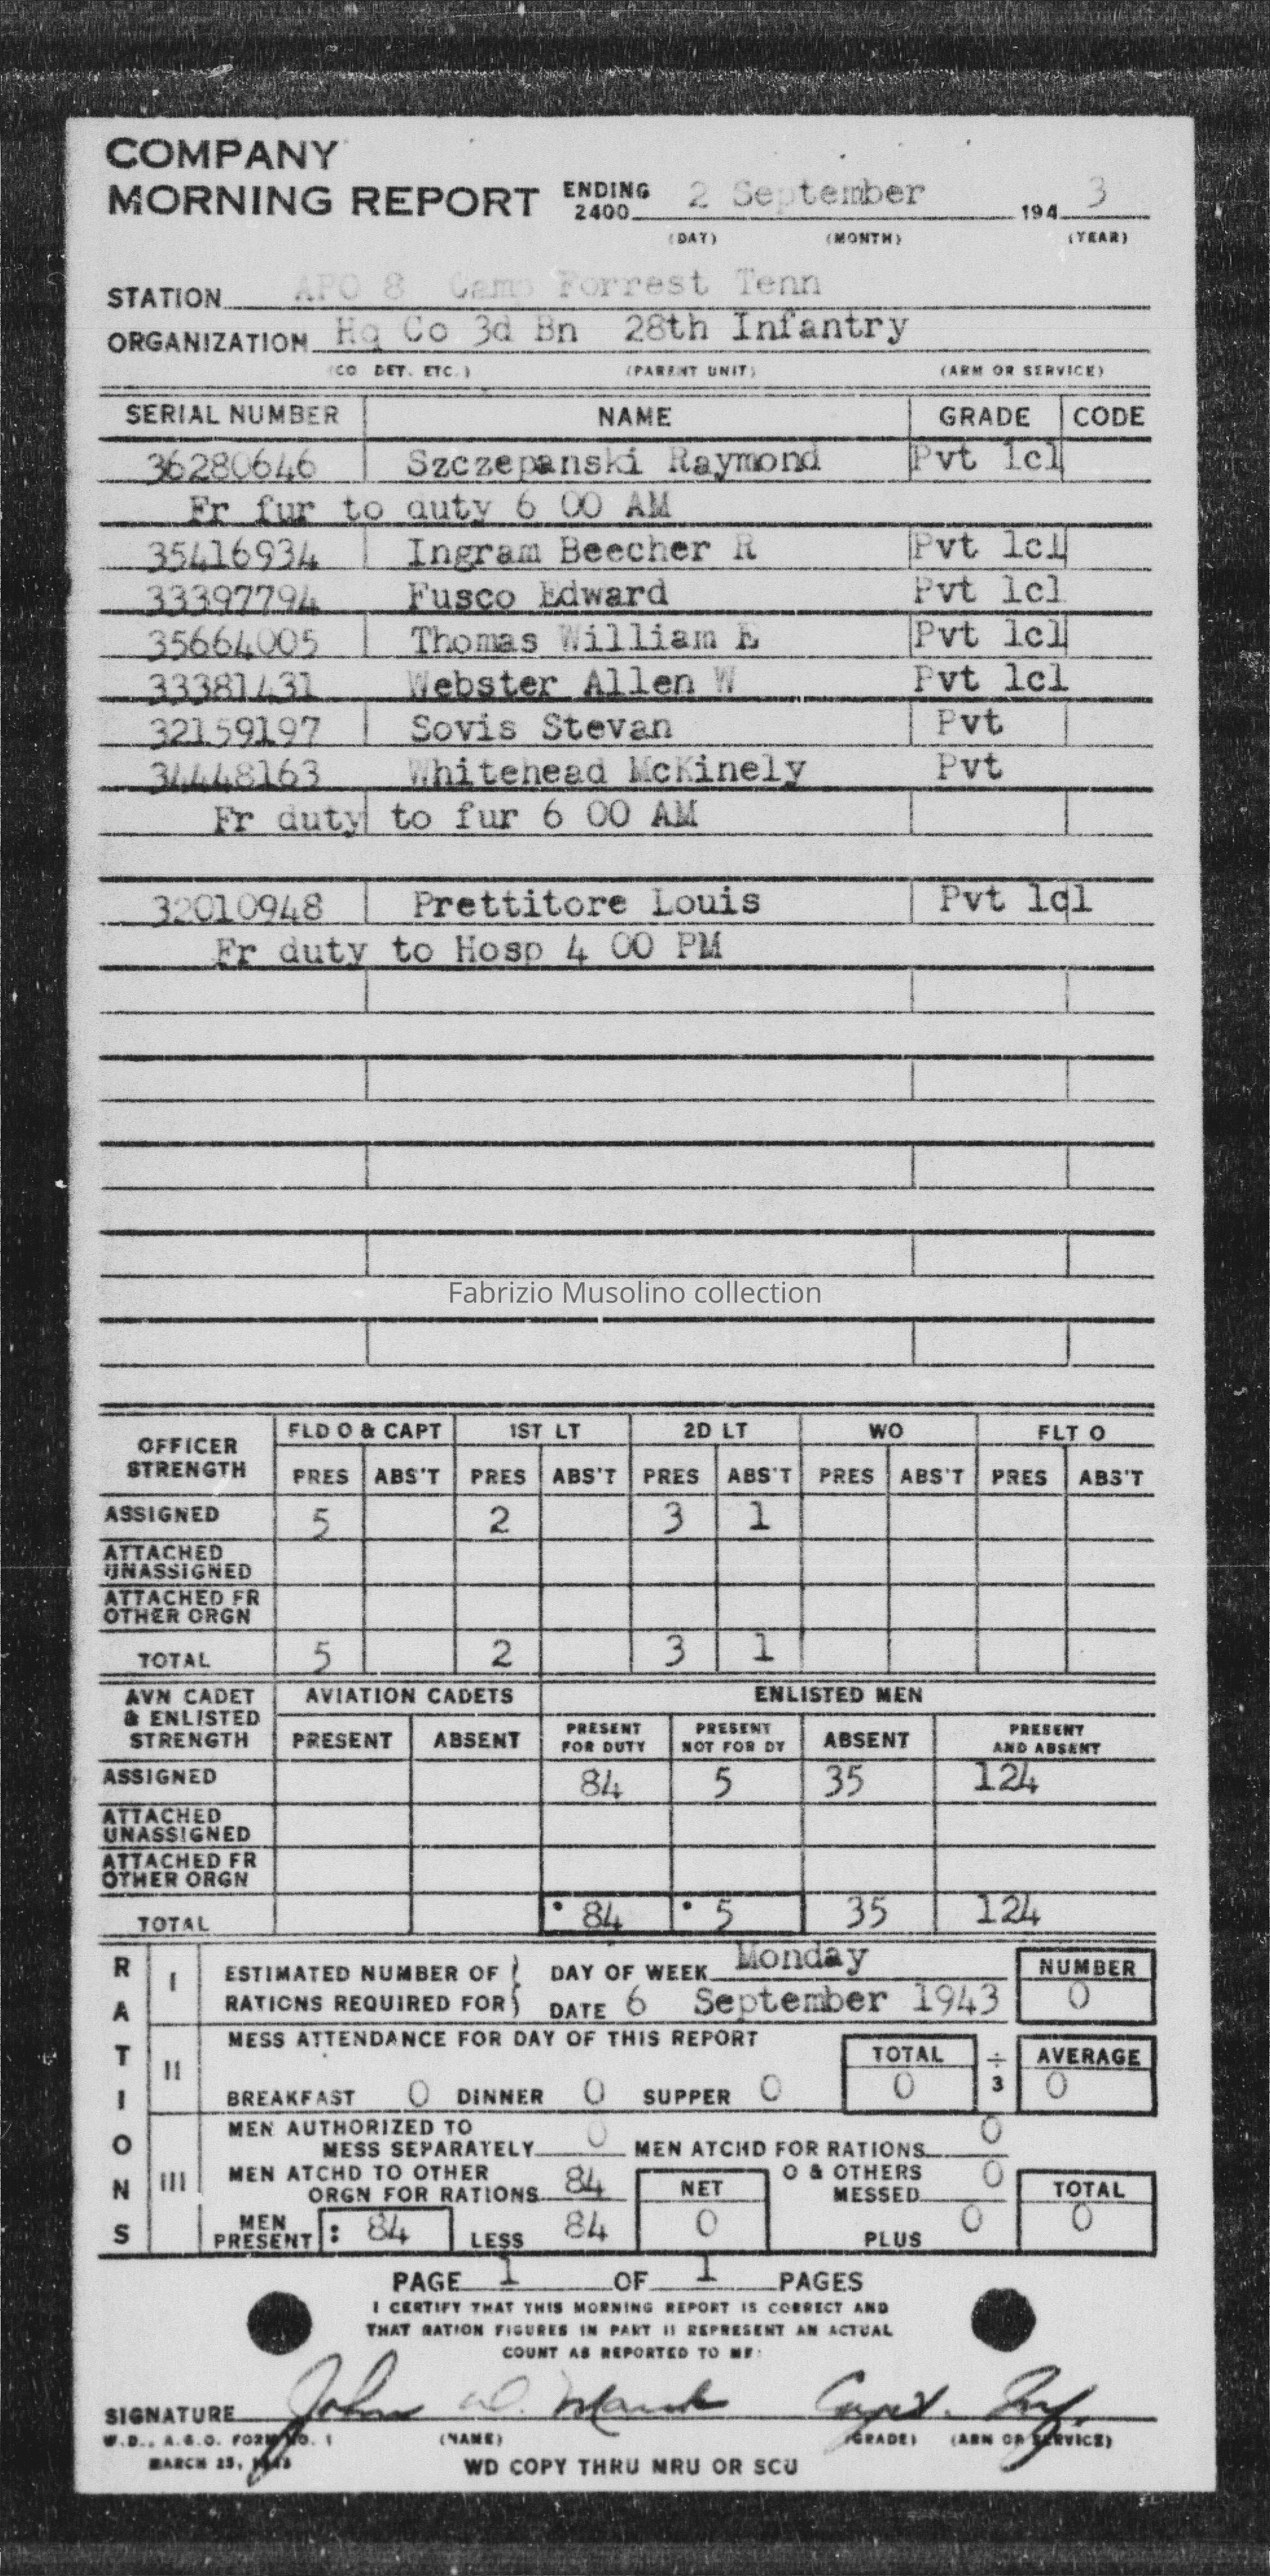 COMPANY
MORNING REPORT ENDING 2400 2 September 194 3
(DAY) (MONTH) (YEAR)
STATION APO 8 Camp Forrest Tenn
ORGANIZATION Hq Co 3d Bn 28th Infantry
(CO DET. ETC.) (PARENT UNIT) (ARM OR SERVICE)
SERIAL NUMBER NAME GRADE CODE
36280646 Szczepanski Raymond Pvt 1cl
Fr fur to duty 6 00 AM
35416934 Ingram Beecher R Pvt 1cl
33397794 Fusco Edward Pvt 1cl
35664005 Thomas William E Pvt 1cl
33381431 Webster Allen W Pvt 1cl
32159197 Sovis Stevan Pvt
34448163 Whitehead McKinely Pvt
Fr duty to fur 6 00 AM
32010948 Prettitore Louis Pvt 1cl
Fr duty to Hosp 4 00 PM
Fabrizio Musolino collection
OFFICER STRENGTH FLD O & CAPT 1ST LT 2D LT WO FLT O
PRES ABS'T PRES ABS'T PRES ABS'T PRES ABS'T PRES ABS'T
ASSIGNED 5 2 3 1
ATTACHED UNASSIGNED
ATTACHED FR OTHER ORGN
TOTAL 5 2 3 1
AVN CADET & ENLISTED STRENGTH AVIATION CADETS ENLISTED MEN
PRESENT ABSENT PRESENT FOR DUTY PRESENT NOT FOR DY ABSENT PRESENT AND ABSENT
ASSIGNED 84 5 35 124
ATTACHED UNASSIGNED
ATTACHED FR OTHER ORGN
TOTAL 84 5 35 124
RATIONS
I ESTIMATED NUMBER OF DAY OF WEEK Monday NUMBER
RATIONS REQUIRED FOR DATE 6 September 1943 0
II MESS ATTENDANCE FOR DAY OF THIS REPORT TOTAL ÷ 3 AVERAGE
BREAKFAST 0 DINNER 0 SUPPER 0 0 0
III MEN AUTHORIZED TO MESS SEPARATELY 0 MEN ATCHD FOR RATIONS 0
MEN ATCHD TO OTHER ORGN FOR RATIONS 84 NET O & OTHERS MESSED 0 TOTAL
MEN PRESENT : 84 LESS 84 0 PLUS 0 0
PAGE 1 OF 1 PAGES
I CERTIFY THAT THIS MORNING REPORT IS CORRECT AND
THAT RATION FIGURES IN PART II REPRESENT AN ACTUAL
COUNT AS REPORTED TO ME:
SIGNATURE John Capt. Inf.
W.D., A.G.O. FORM NO. 1 (NAME) (GRADE) (ARM OR SERVICE)
MARCH 25,
WD COPY THRU MRU OR SCU